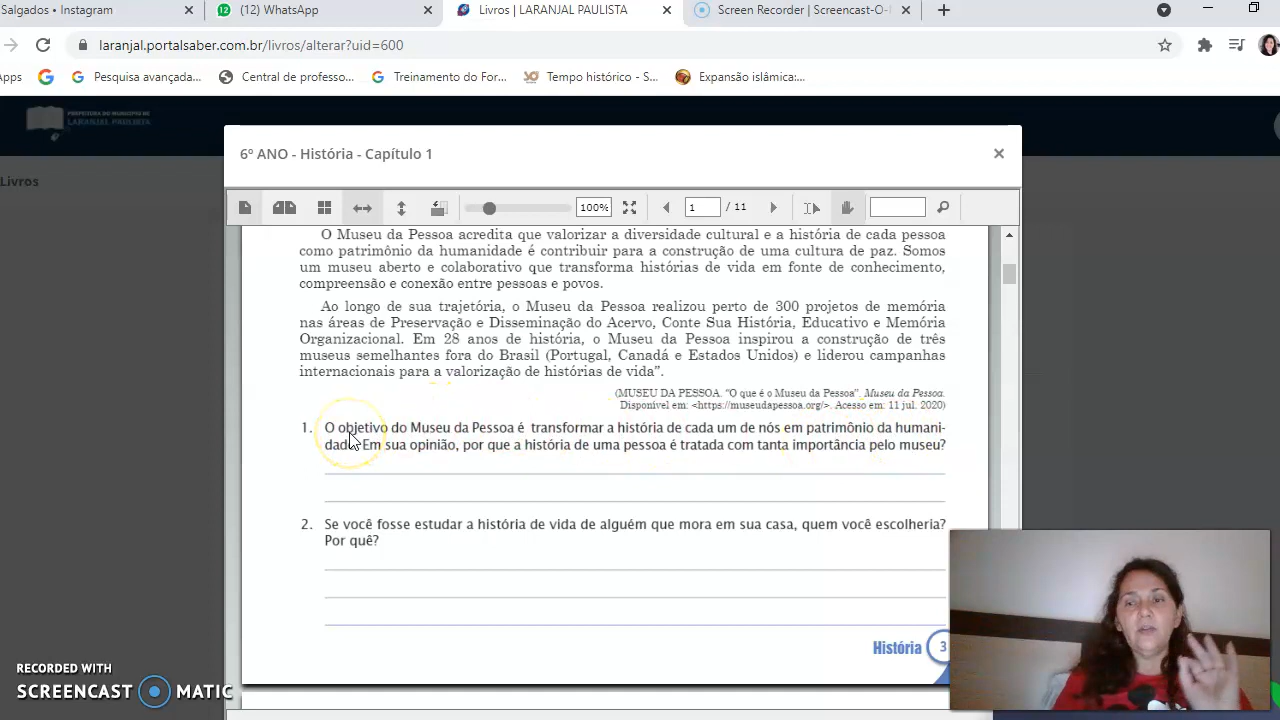 Salgados • Instagram
(12) WhatsApp
Livros | LARANJAL PAULISTA
Screen Recorder | Screencast-O-
laranjal.portalsaber.com.br/livros/alterar?uid=600
Apps
Pesquisa avançada...
Central de professo...
Treinamento do For...
Tempo histórico - S...
Expansão islâmica:...
PREFEITURA DO MUNICIPIO DE
LARANJAL PAULISTA
Livros
6º ANO - História - Capítulo 1
100%
1 / 11
O Museu da Pessoa acredita que valorizar a diversidade cultural e a história de cada pessoa
como patrimônio da humanidade é contribuir para a construção de uma cultura de paz. Somos
um museu aberto e colaborativo que transforma histórias de vida em fonte de conhecimento,
compreensão e conexão entre pessoas e povos.
Ao longo de sua trajetória, o Museu da Pessoa realizou perto de 300 projetos de memória
nas áreas de Preservação e Disseminação do Acervo, Conte Sua História, Educativo e Memória
Organizacional. Em 28 anos de história, o Museu da Pessoa inspirou a construção de três
museus semelhantes fora do Brasil (Portugal, Canadá e Estados Unidos) e liderou campanhas
internacionais para a valorização de histórias de vida”.
(MUSEU DA PESSOA. “O que é o Museu da Pessoa”. Museu da Pessoa.
Disponível em: <https://museudapessoa.org/>. Acesso em: 11 jul. 2020)
1. O objetivo do Museu da Pessoa é transformar a história de cada um de nós em patrimônio da humani-
dade. Em sua opinião, por que a história de uma pessoa é tratada com tanta importância pelo museu?
2. Se você fosse estudar a história de vida de alguém que mora em sua casa, quem você escolheria?
Por quê?
História 3
RECORDED WITH
SCREENCAST MATIC